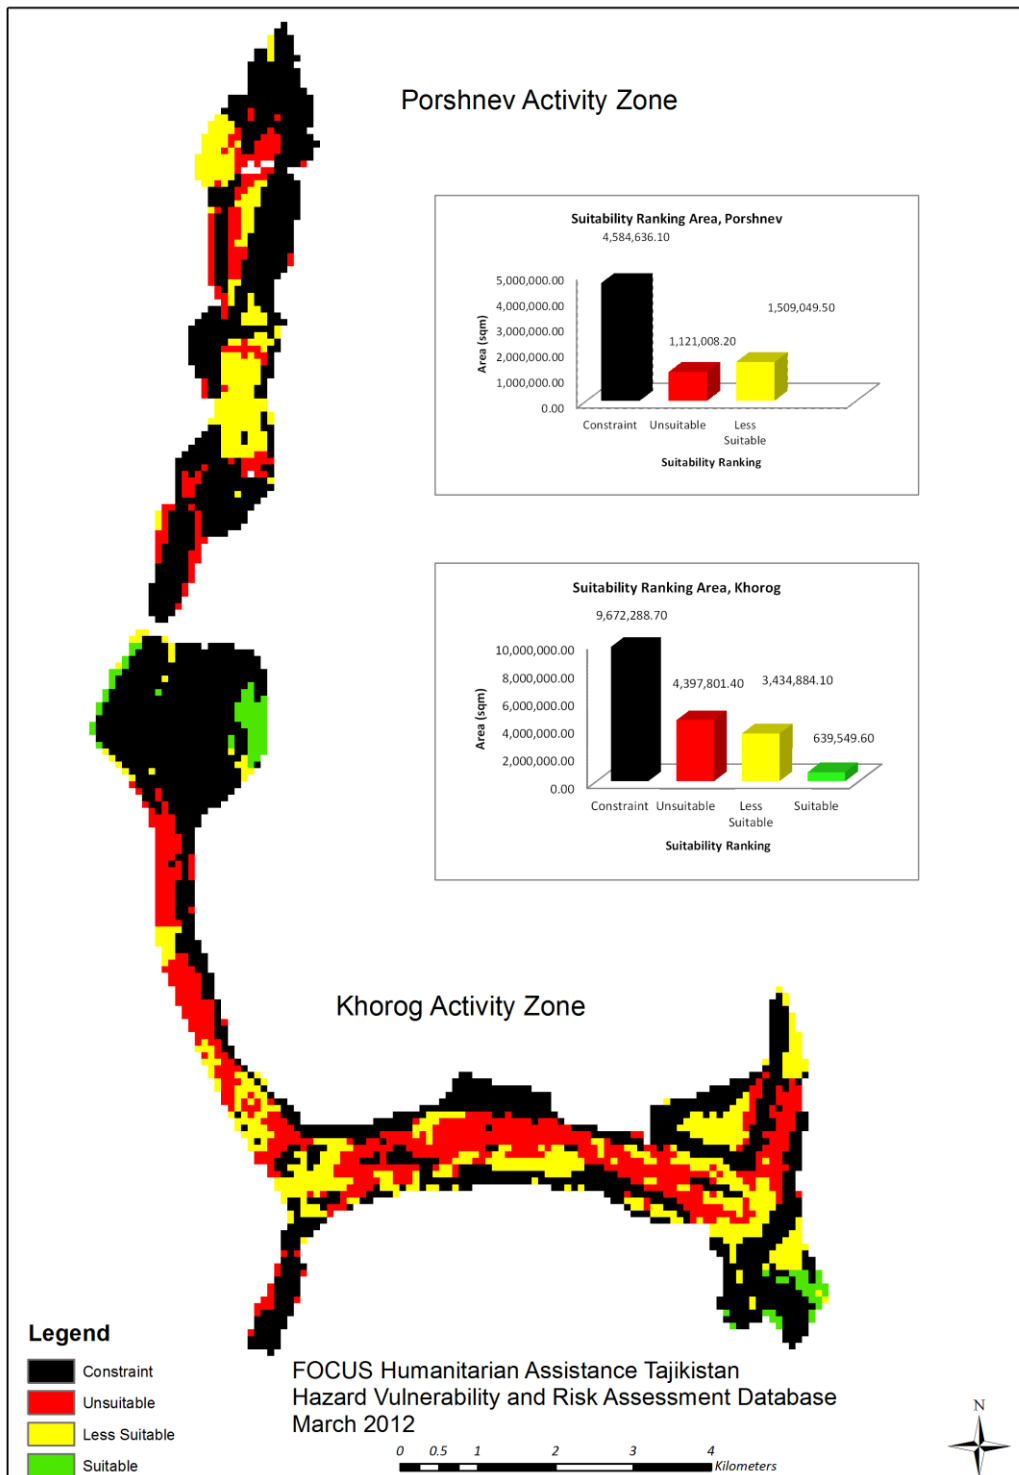 Porshnev Activity Zone
Suitability Ranking Area, Porshnev
4,584,636.10
5,000,000.00
4,000,000.00
3,000,000.00
2,000,000.00
1,000,000.00
0.00
Area (sqm)
1,121,008.20
1,509,049.50
Constraint
Unsuitable
Less
Suitable
Suitability Ranking
Suitability Ranking Area, Khorog
9,672,288.70
10,000,000.00
8,000,000.00
6,000,000.00
4,000,000.00
2,000,000.00
0.00
Area (sqm)
4,397,801.40
3,434,884.10
639,549.60
Constraint
Unsuitable
Less
Suitable
Suitable
Suitability Ranking
Khorog Activity Zone
Legend
Constraint
Unsuitable
Less Suitable
Suitable
FOCUS Humanitarian Assistance Tajikistan
Hazard Vulnerability and Risk Assessment Database
March 2012
0 0.5 1 2 3 4
Kilometers
N